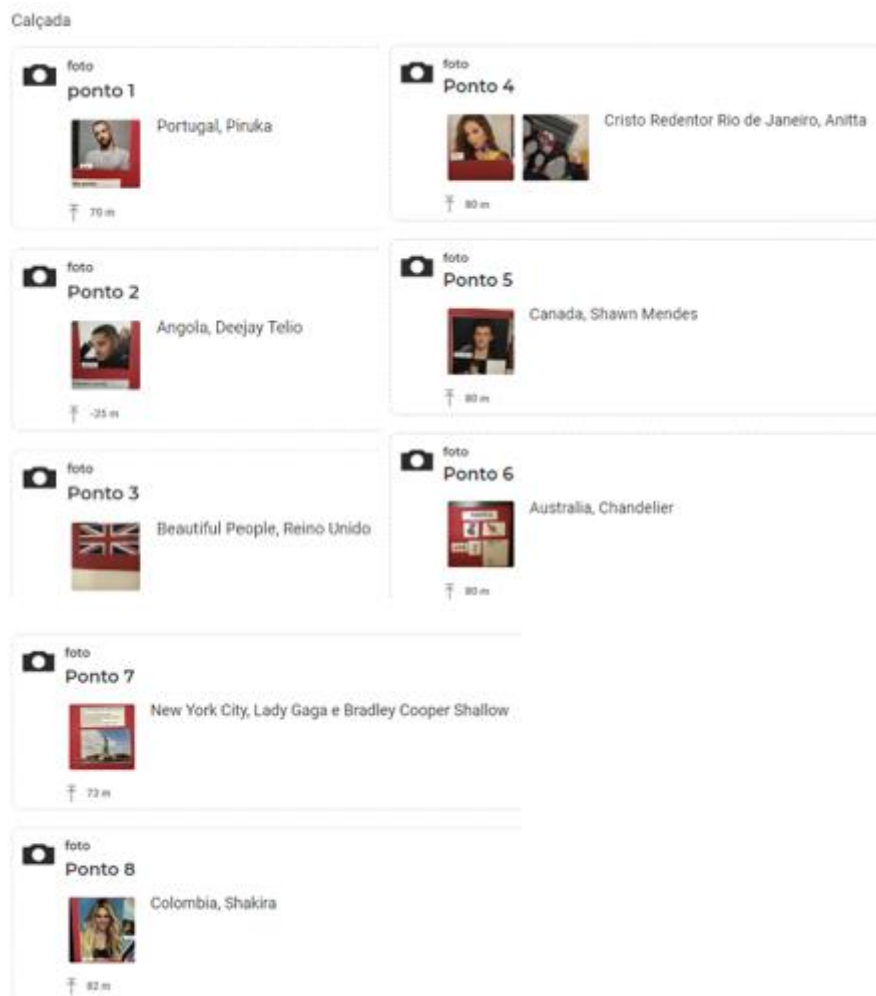 Calçada
foto
ponto 1
Portugal, Piruka
70 m
foto
Ponto 2
Angola, Deejay Telio
-25 m
foto
Ponto 3
Beautiful People, Reino Unido
foto
Ponto 4
Cristo Redentor Rio de Janeiro, Anitta
80 m
foto
Ponto 5
Canada, Shawn Mendes
80 m
foto
Ponto 6
Australia, Chandelier
80 m
foto
Ponto 7
New York City, Lady Gaga e Bradley Cooper Shallow
73 m
foto
Ponto 8
Colombia, Shakira
82 m